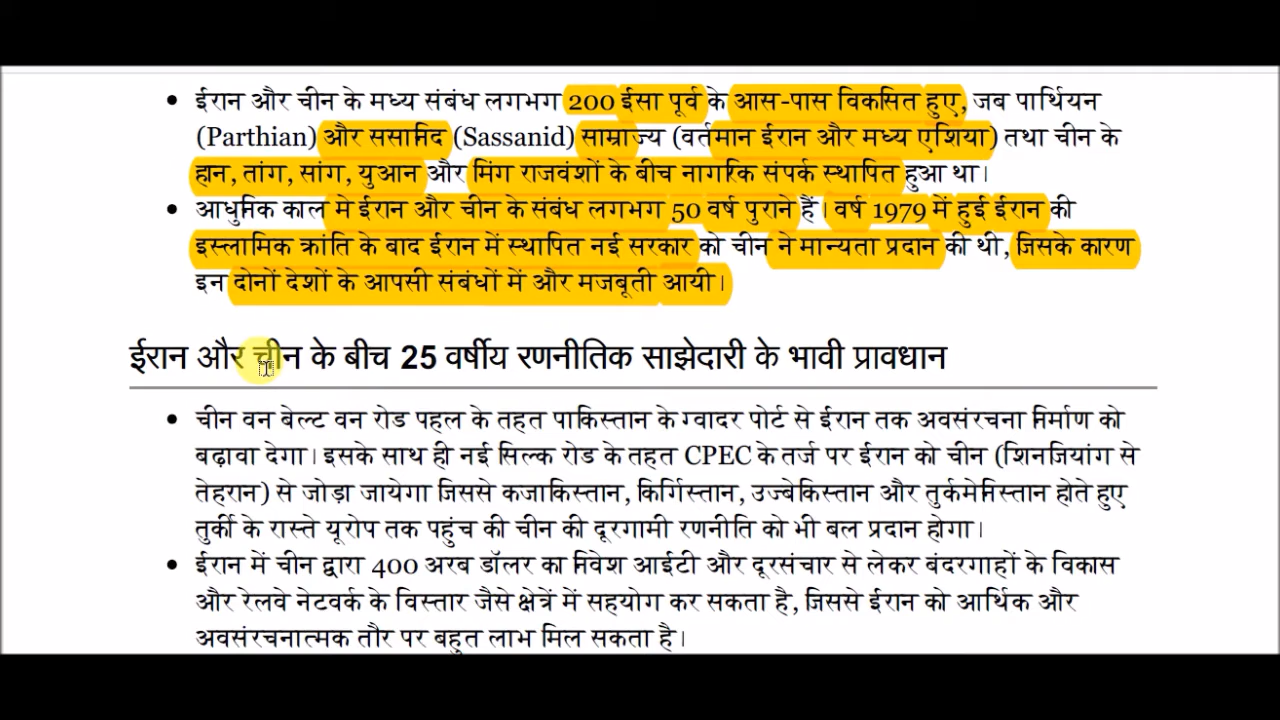 ईरान और चीन के मध्य संबंध लगभग 200 ईसा पूर्व के आस-पास विकसित हुए, जब पार्थियन
(Parthian) और ससानिद (Sassanid) साम्राज्य (वर्तमान ईरान और मध्य एशिया) तथा चीन के
हान, तांग, सांग, युआन और मिंग राजवंशों के बीच नागरिक संपर्क स्थापित हुआ था।
आधुनिक काल मे ईरान और चीन के संबंध लगभग 50 वर्ष पुराने हैं। वर्ष 1979 में हुई ईरान की
इस्लामिक क्रांति के बाद ईरान में स्थापित नई सरकार को चीन ने मान्यता प्रदान की थी, जिसके कारण
इन दोनों देशों के आपसी संबंधों में और मजबूती आयी।
ईरान और चीन के बीच 25 वर्षीय रणनीतिक साझेदारी के भावी प्रावधान
चीन वन बेल्ट वन रोड पहल के तहत पाकिस्तान के ग्वादर पोर्ट से ईरान तक अवसंरचना निर्माण को
बढ़ावा देगा। इसके साथ ही नई सिल्क रोड के तहत CPEC के तर्ज पर ईरान को चीन (शिनजियांग से
तेहरान) से जोड़ा जायेगा जिससे कजाकिस्तान, किर्गिस्तान, उज्बेकिस्तान और तुर्कमेनिस्तान होते हुए
तुर्की के रास्ते यूरोप तक पहुंच की चीन की दूरगामी रणनीति को भी बल प्रदान होगा।
ईरान में चीन द्वारा 400 अरब डॉलर का निवेश आईटी और दूरसंचार से लेकर बंदरगाहों के विकास
और रेलवे नेटवर्क के विस्तार जैसे क्षेत्रें में सहयोग कर सकता है, जिससे ईरान को आर्थिक और
अवसंरचनात्मक तौर पर बहुत लाभ मिल सकता है।